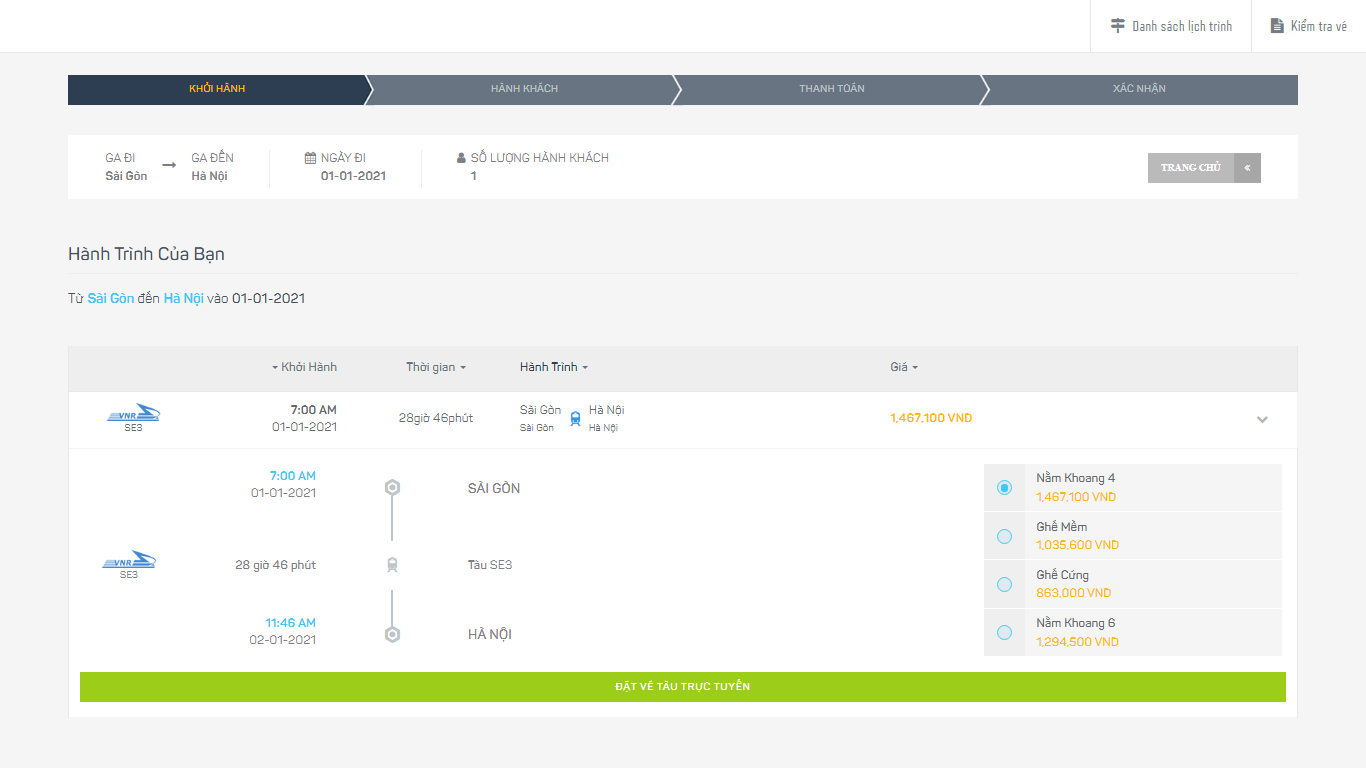 Danh sách lịch trình
Kiểm tra vé
KHỞI HÀNH
HÀNH KHÁCH
THANH TOÁN
XÁC NHẬN
GA ĐI
Sài Gòn
GA ĐẾN
Hà Nội
NGÀY ĐI
01-01-2021
SỐ LƯỢNG HÀNH KHÁCH
1
TRANG CHỦ «
Hành Trình Của Bạn
Từ Sài Gòn đến Hà Nội vào 01-01-2021
Khởi Hành
Thời gian
Hành Trình
Giá
VNR
SE3
7:00 AM
01-01-2021
28giờ 46phút
Sài Gòn
Sài Gòn
Hà Nội
Hà Nội
1,467,100 VND
7:00 AM
01-01-2021
SÀI GÒN
VNR
SE3
28 giờ 46 phút
Tàu SE3
11:46 AM
02-01-2021
HÀ NỘI
Nằm Khoang 4
1,467,100 VND
Ghế Mềm
1,035,600 VND
Ghế Cứng
863,000 VND
Nằm Khoang 6
1,294,500 VND
ĐẶT VÉ TÀU TRỰC TUYẾN